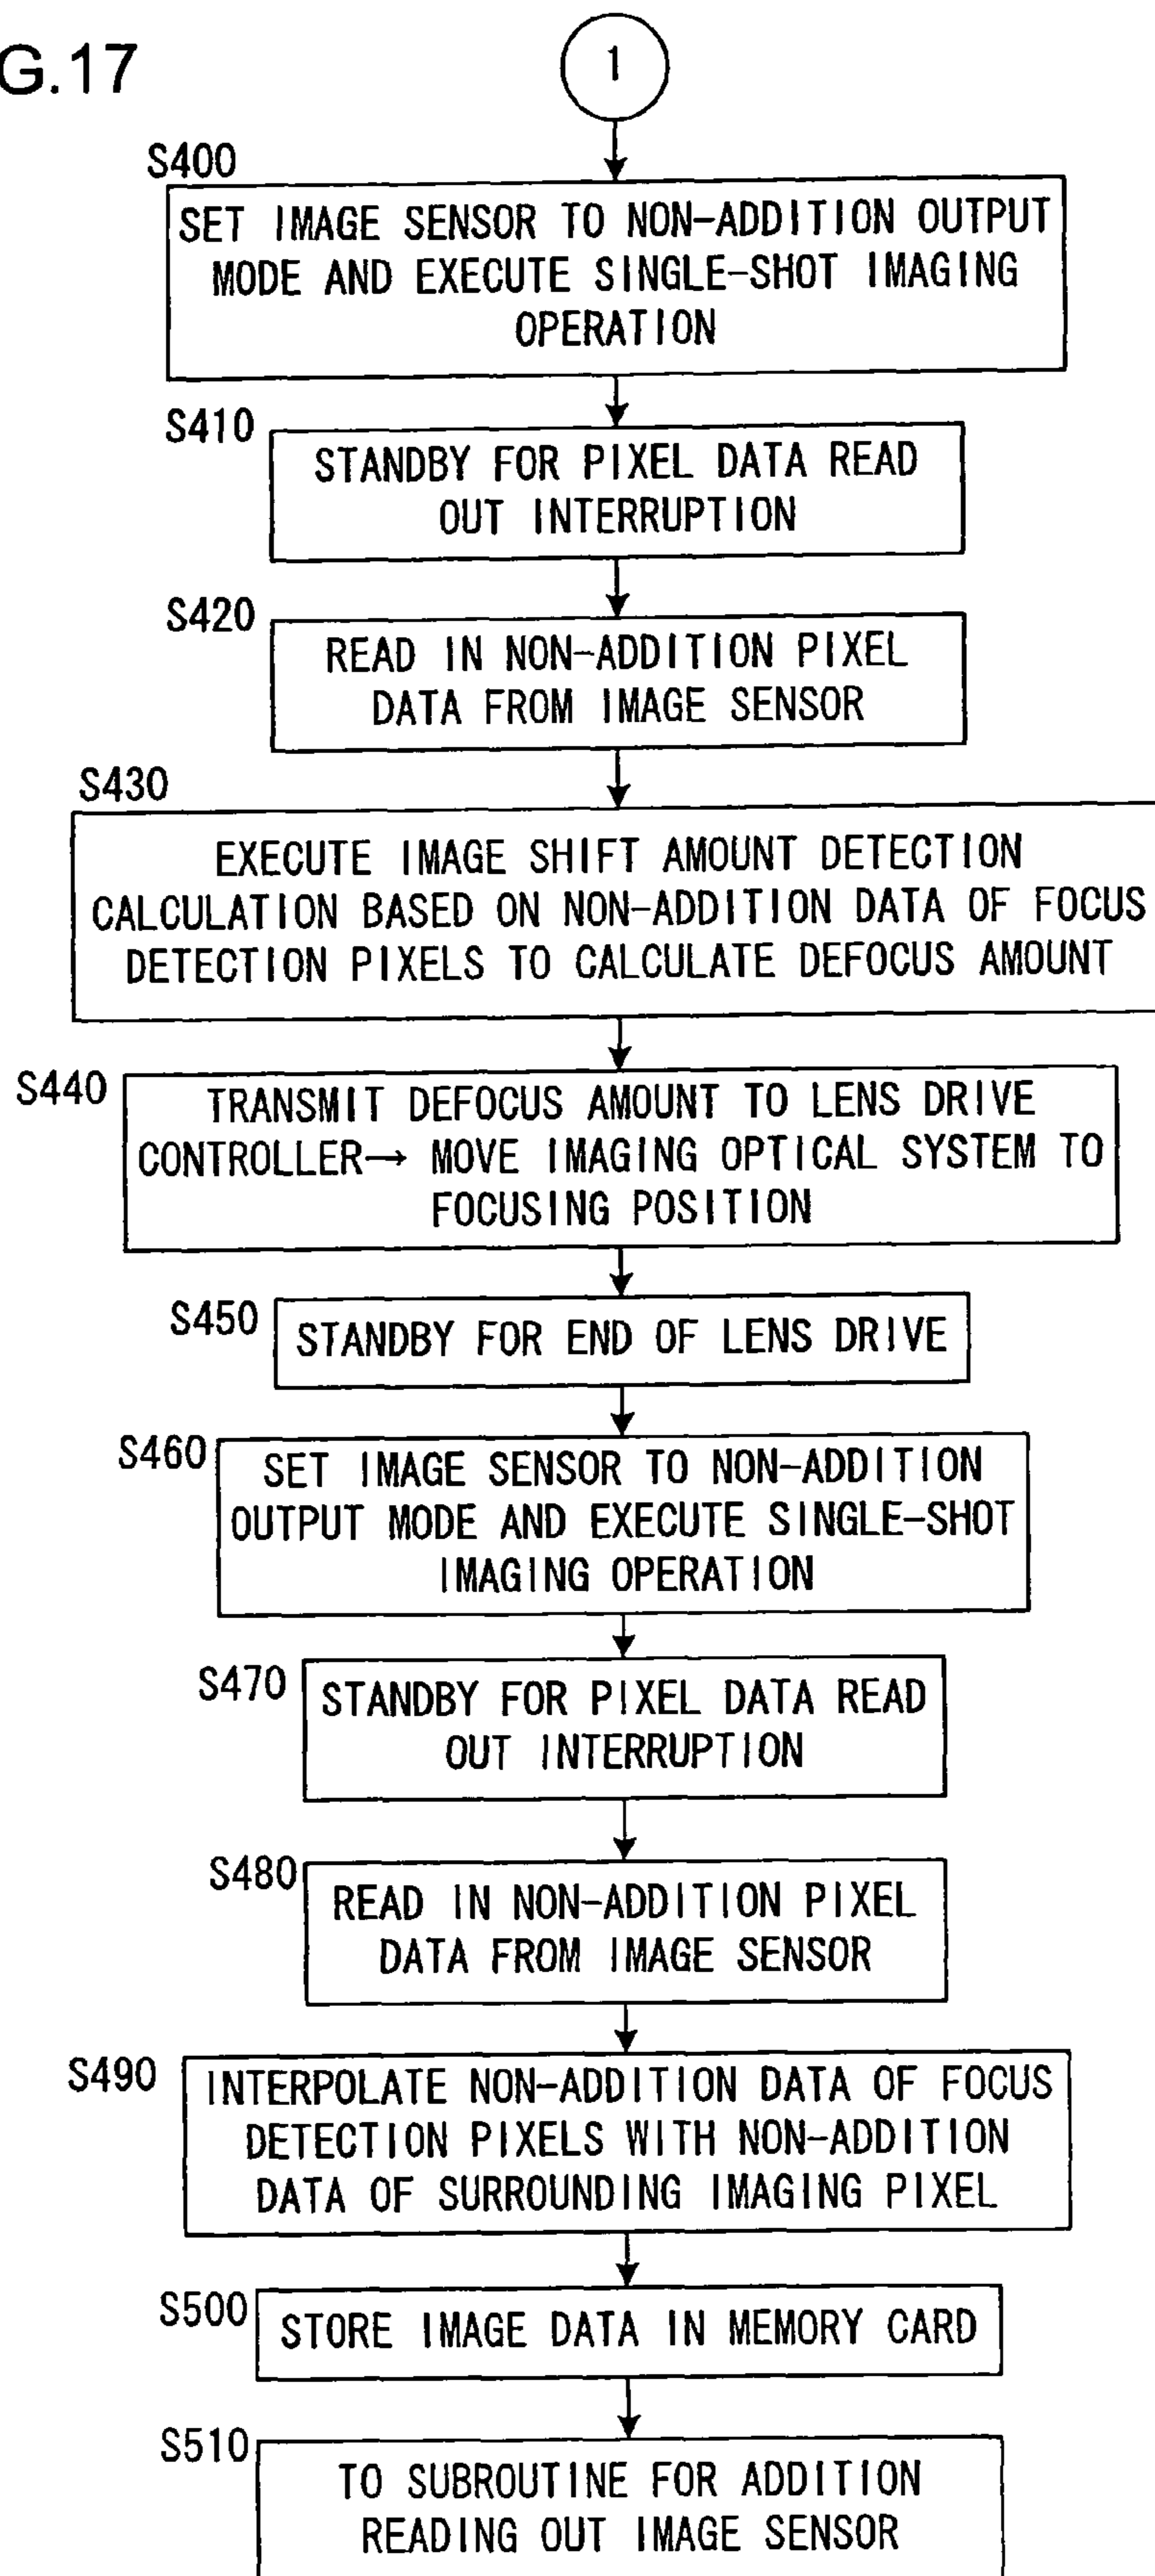 G.17
1
S400
SET IMAGE SENSOR TO NON-ADDITION OUTPUT
MODE AND EXECUTE SINGLE-SHOT IMAGING
OPERATION
S410
STANDBY FOR PIXEL DATA READ
OUT INTERRUPTION
S420
READ IN NON-ADDITION PIXEL
DATA FROM IMAGE SENSOR
S430
EXECUTE IMAGE SHIFT AMOUNT DETECTION
CALCULATION BASED ON NON-ADDITION DATA OF FOCUS
DETECTION PIXELS TO CALCULATE DEFOCUS AMOUNT
S440
TRANSMIT DEFOCUS AMOUNT TO LENS DRIVE
CONTROLLER→ MOVE IMAGING OPTICAL SYSTEM TO
FOCUSING POSITION
S450
STANDBY FOR END OF LENS DRIVE
S460
SET IMAGE SENSOR TO NON-ADDITION
OUTPUT MODE AND EXECUTE SINGLE-SHOT
IMAGING OPERATION
S470
STANDBY FOR PIXEL DATA READ
OUT INTERRUPTION
S480
READ IN NON-ADDITION PIXEL
DATA FROM IMAGE SENSOR
S490
INTERPOLATE NON-ADDITION DATA OF FOCUS
DETECTION PIXELS WITH NON-ADDITION
DATA OF SURROUNDING IMAGING PIXEL
S500
STORE IMAGE DATA IN MEMORY CARD
S510
TO SUBROUTINE FOR ADDITION
READING OUT IMAGE SENSOR